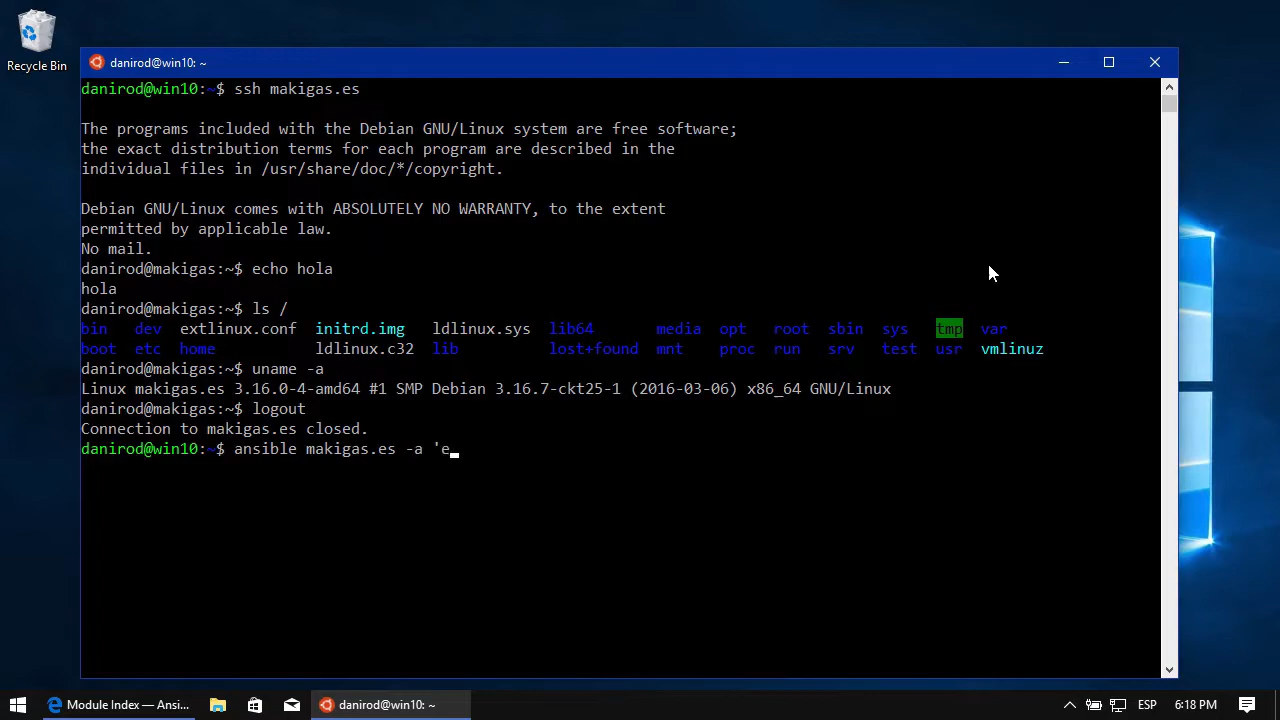 Recycle Bin
danirod@win10: ~
danirod@win10:~$ ssh makigas.es
The programs included with the Debian GNU/Linux system are free software;
the exact distribution terms for each program are described in the
individual files in /usr/share/doc/*/copyright.
Debian GNU/Linux comes with ABSOLUTELY NO WARRANTY, to the extent
permitted by applicable law.
No mail.
danirod@makigas:~$ echo hola
hola
danirod@makigas:~$ ls /
bin dev extlinux.conf initrd.img ldlinux.sys lib64 media opt root sbin sys tmp var
boot etc home ldlinux.c32 lib lost+found mnt proc run srv test usr vmlinuz
danirod@makigas:~$ uname -a
Linux makigas.es 3.16.0-4-amd64 #1 SMP Debian 3.16.7-ckt25-1 (2016-03-06) x86_64 GNU/Linux
danirod@makigas:~$ logout
Connection to makigas.es closed.
danirod@win10:~$ ansible makigas.es -a 'e
Module Index — Ansi... danirod@win10: ~ ESP 6:18 PM